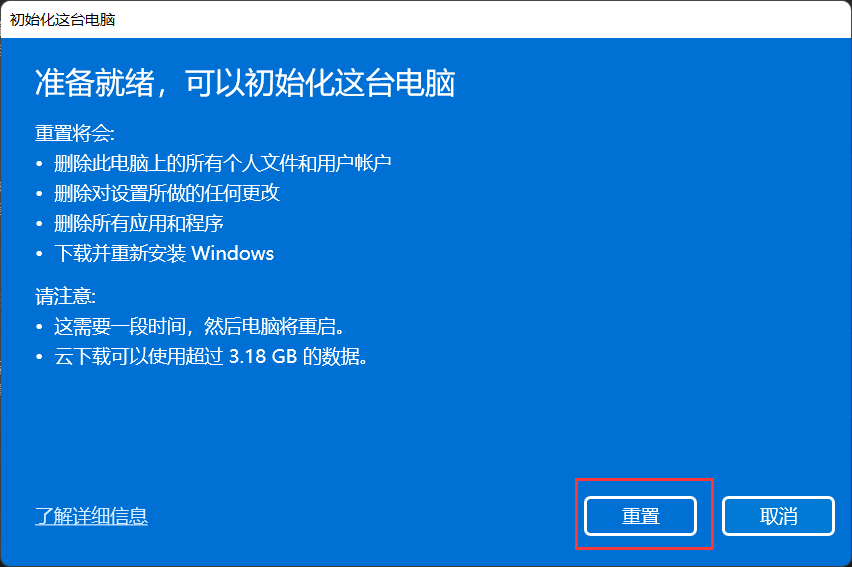 初始化这台电脑
准备就绪，可以初始化这台电脑
重置将会:
• 删除此电脑上的所有个人文件和用户帐户
• 删除对设置所做的任何更改
• 删除所有应用和程序
• 下载并重新安装 Windows
请注意:
• 这需要一段时间，然后电脑将重启。
• 云下载可以使用超过 3.18 GB 的数据。
了解详细信息
重置
取消